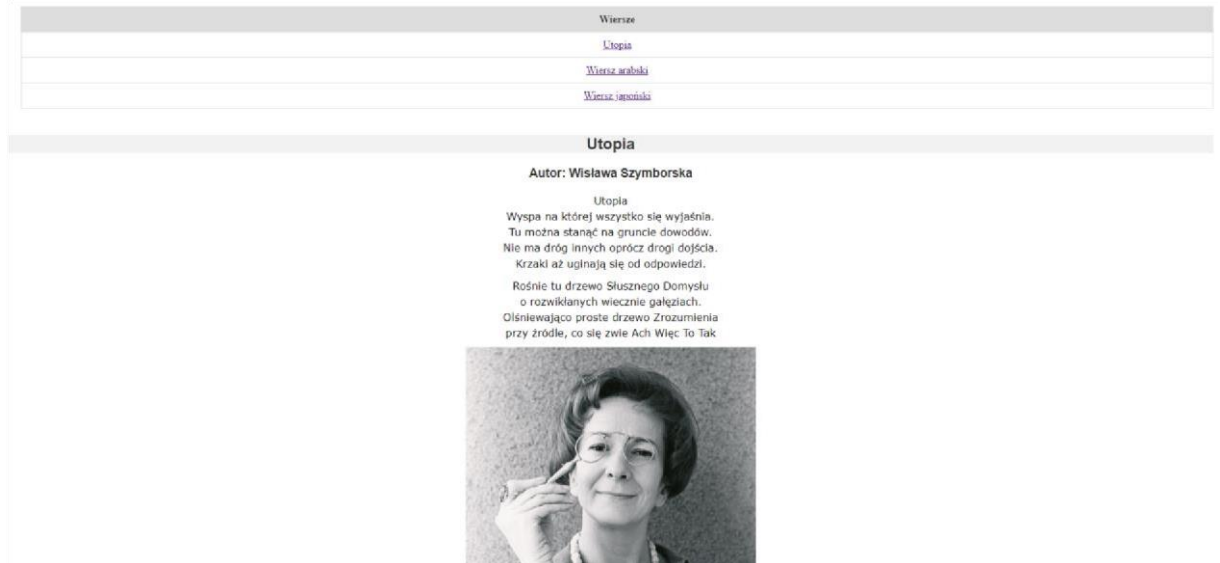 Wiersze
Utopia
Wiersz arabski
Wiersz japoński
Utopia
Autor: Wisława Szymborska
Utopia
Wyspa na której wszystko się wyjaśnia.
Tu można stanąć na gruncie dowodów.
Nie ma dróg innych oprócz drogi dojścia.
Krzaki aż uginają się od odpowiedzi.
Rośnie tu drzewo Słusznego Domysłu
o rozwikłanych wiecznie gałęziach.
Olśniewająco proste drzewo Zrozumienia
przy źródle, co się zwie Ach Więc To Tak